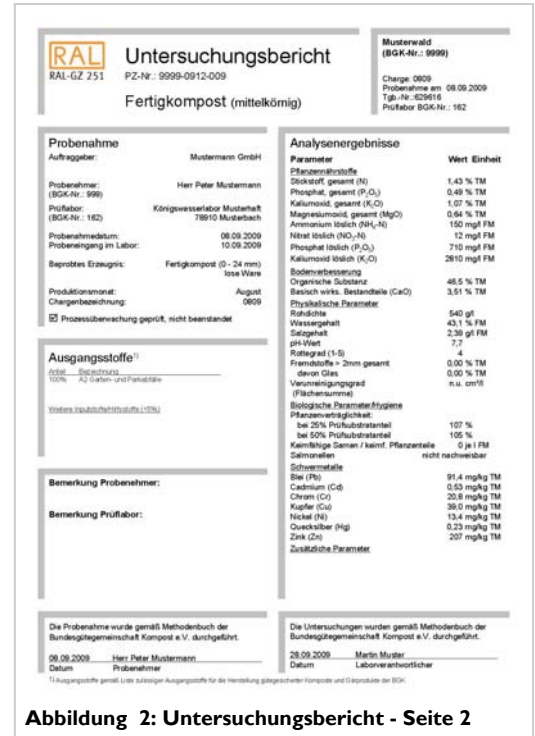 RAL
RAL-GZ 251
Untersuchungsbericht
PZ-Nr.: 9999-0912-009
Fertigkompost (mittelkörnig)
Musterwald
(BGK-Nr.: 9999)
Charge: 0809
Probenahme am 08.09.2009
Tgb.-Nr.:629616
Prüflabor BGK-Nr.: 162
Probenahme
Auftraggeber: Mustermann GmbH
Probenehmer: Herr Peter Mustermann
(BGK-Nr.: 999)
Prüflabor: Königswasserlabor Musterhaft
(BGK-Nr.: 162) 78910 Musterbach
Probenahmedatum: 08.09.2009
Probeneingang im Labor: 10.09.2009
Beprobtes Erzeugnis: Fertigkompost (0 - 24 mm)
lose Ware
Produktionsmonat: August
Chargenbezeichnung: 0809
☑ Prozessüberwachung geprüft, nicht beanstandet
Ausgangsstoffe¹⁾
Anteil Bezeichnung
100% A2 Garten- und Parkabfälle
Weitere Inputstoffe/Hilfsstoffe (<5%)
Bemerkung Probenehmer:
Bemerkung Prüflabor:
Analysenergebnisse
Parameter Wert Einheit
Pflanzennährstoffe
Stickstoff, gesamt (N) 1,43 % TM
Phosphat, gesamt (P₂O₅) 0,49 % TM
Kaliumoxid, gesamt (K₂O) 1,07 % TM
Magnesiumoxid, gesamt (MgO) 0,64 % TM
Ammonium löslich (NH₄-N) 150 mg/l FM
Nitrat löslich (NO₃-N) 12 mg/l FM
Phosphat löslich (P₂O₅) 710 mg/l FM
Kaliumoxid löslich (K₂O) 2810 mg/l FM
Bodenverbesserung
Organische Substanz 46,5 % TM
Basisch wirks. Bestandteile (CaO) 3,51 % TM
Physikalische Parameter
Rohdichte 540 g/l
Wassergehalt 43,1 % FM
Salzgehalt 2,39 g/l FM
pH-Wert 7,7
Rottegrad (1-5) 4
Fremdstoffe > 2mm gesamt 0,00 % TM
davon Glas 0,00 % TM
Verunreinigungsgrad n.u. cm²/l
(Flächensumme)
Biologische Parameter/Hygiene
Pflanzenverträglichkeit:
bei 25% Prüfsubstratanteil 107 %
bei 50% Prüfsubstratanteil 105 %
Keimfähige Samen / keimf. Pflanzenteile 0 je l FM
Salmonellen nicht nachweisbar
Schwermetalle
Blei (Pb) 91,4 mg/kg TM
Cadmium (Cd) 0,53 mg/kg TM
Chrom (Cr) 20,8 mg/kg TM
Kupfer (Cu) 39,0 mg/kg TM
Nickel (Ni) 13,4 mg/kg TM
Quecksilber (Hg) 0,23 mg/kg TM
Zink (Zn) 207 mg/kg TM
Zusätzliche Parameter
Die Probenahme wurde gemäß Methodenbuch der
Bundesgütegemeinschaft Kompost e.V. durchgeführt.
08.09.2009 Herr Peter Mustermann
Datum Probenehmer
Die Untersuchungen wurden gemäß Methodenbuch der
Bundesgütegemeinschaft Kompost e.V. durchgeführt.
28.09.2009 Martin Muster
Datum Laborverantwortlicher
¹⁾ Ausgangsstoffe gemäß Liste zulässiger Ausgangsstoffe für die Herstellung gütegesicherter Komposte und Gärprodukte der BGK
Abbildung 2: Untersuchungsbericht - Seite 2